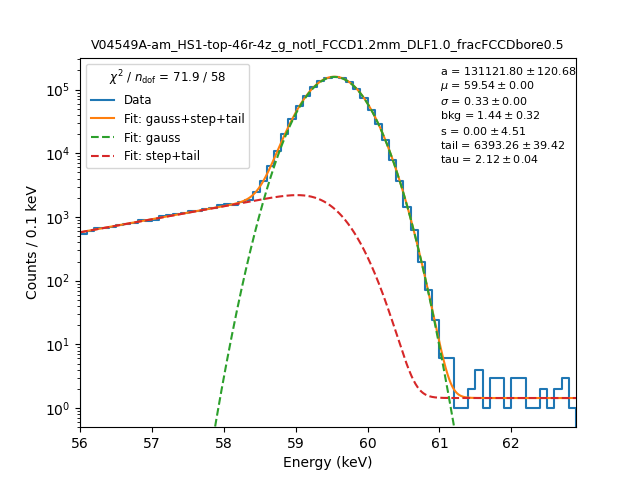 V04549A-am_HS1-top-46r-4z_g_notl_FCCD1.2mm_DLF1.0_fracFCCDbore0.5
χ² / n_dof = 71.9 / 58
Data
Fit: gauss+step+tail
Fit: gauss
Fit: step+tail
a = 131121.80 ± 120.68
μ = 59.54 ± 0.00
σ = 0.33 ± 0.00
bkg = 1.44 ± 0.32
s = 0.00 ± 4.51
tail = 6393.26 ± 39.42
tau = 2.12 ± 0.04
Counts / 0.1 keV
10⁵
10⁴
10³
10²
10¹
10⁰
56 57 58 59 60 61 62
Energy (keV)